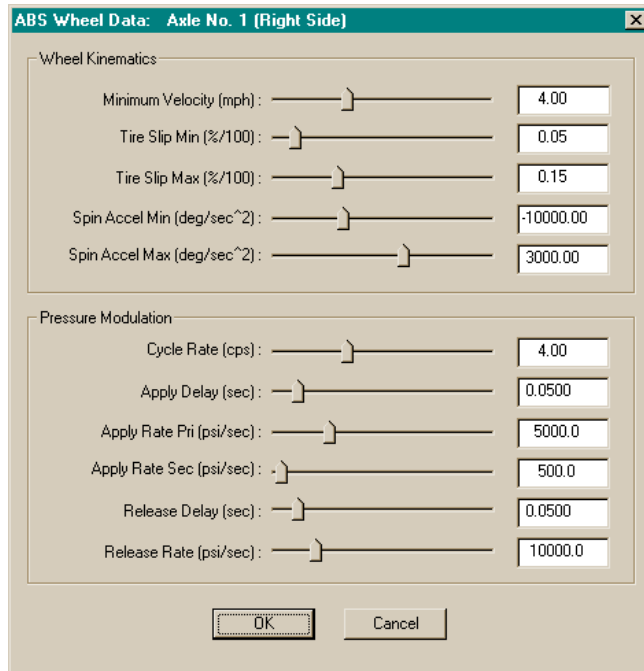 ABS Wheel Data: Axle No. 1 (Right Side)
Wheel Kinematics
Minimum Velocity (mph) : 4.00
Tire Slip Min (%/100) : 0.05
Tire Slip Max (%/100) : 0.15
Spin Accel Min (deg/sec^2) : -10000.00
Spin Accel Max (deg/sec^2) : 3000.00
Pressure Modulation
Cycle Rate (cps) : 4.00
Apply Delay (sec) : 0.0500
Apply Rate Pri (psi/sec) : 5000.0
Apply Rate Sec (psi/sec) : 500.0
Release Delay (sec) : 0.0500
Release Rate (psi/sec) : 10000.0
OK Cancel